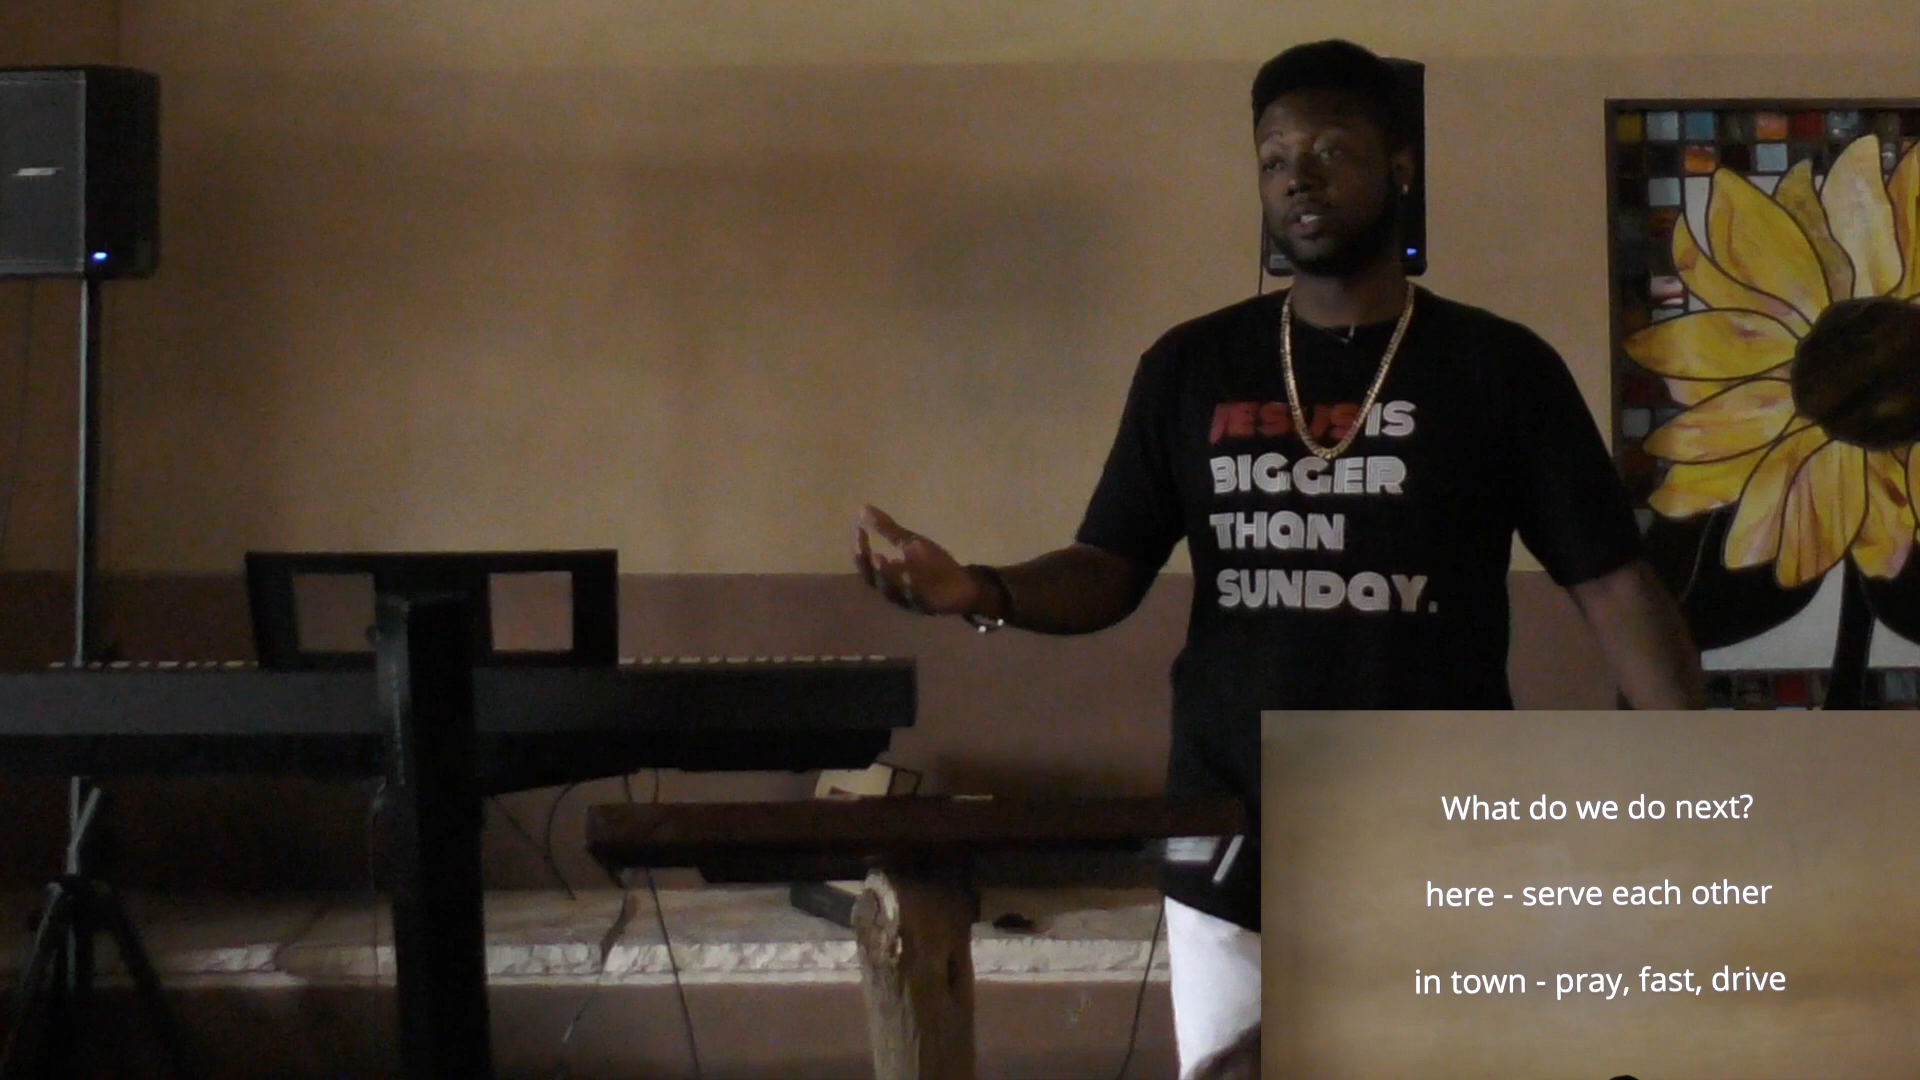 JESUS IS
BIGGER
THAN
SUNDAY.
What do we do next?
here - serve each other
in town - pray, fast, drive